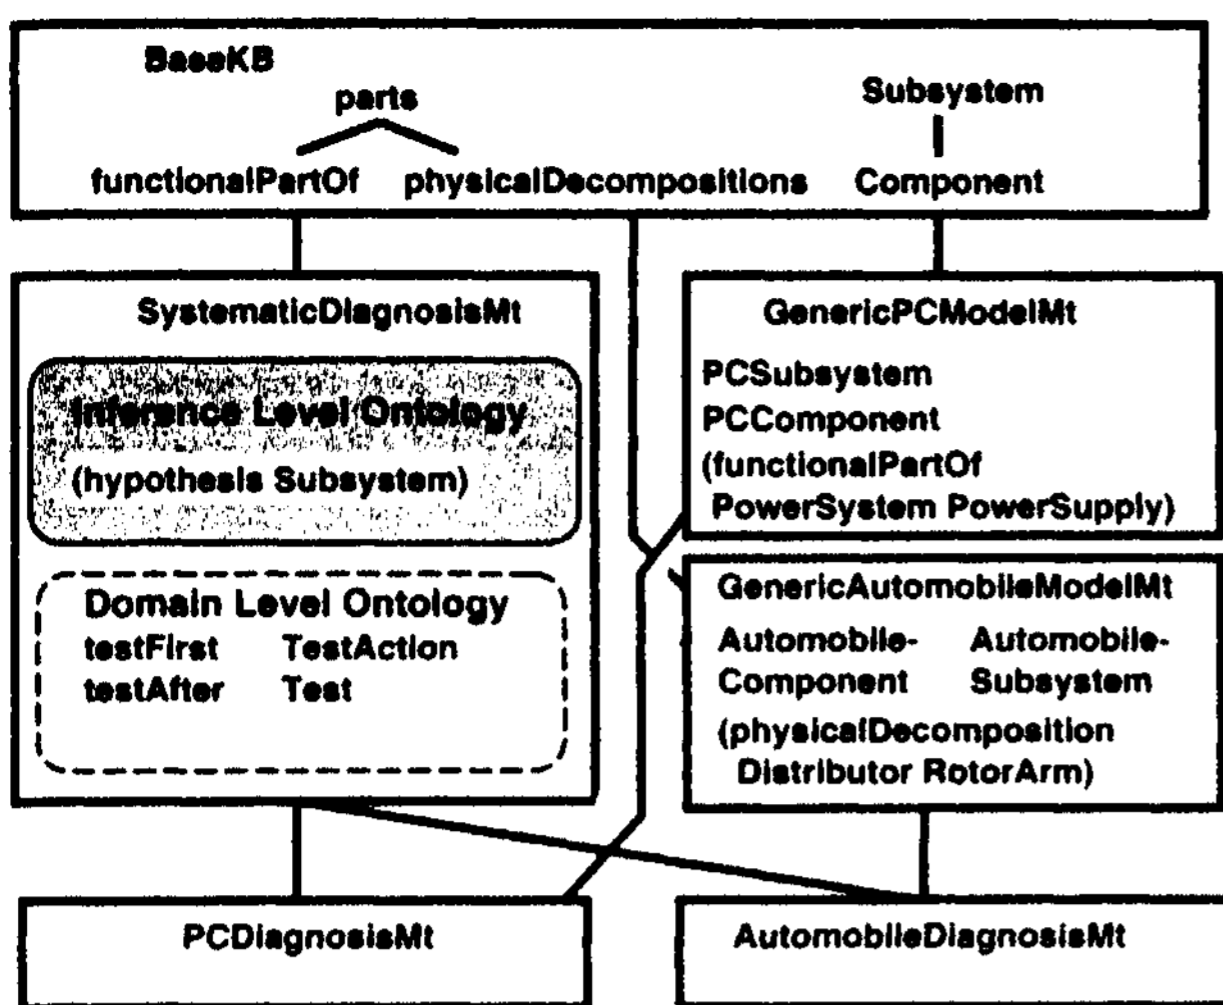 BaseKB
parts
Subsystem
functionalPartOf physicalDecompositions Component
SystematicDiagnosisMt
Inference Level Ontology
(hypothesis Subsystem)
Domain Level Ontology
testFirst TestAction
testAfter Test
GenericPCModelMt
PCSubsystem
PCComponent
(functionalPartOf
PowerSystem PowerSupply)
GenericAutomobileModelMt
Automobile- Automobile-
Component Subsystem
(physicalDecomposition
Distributor RotorArm)
PCDiagnosisMt
AutomobileDiagnosisMt